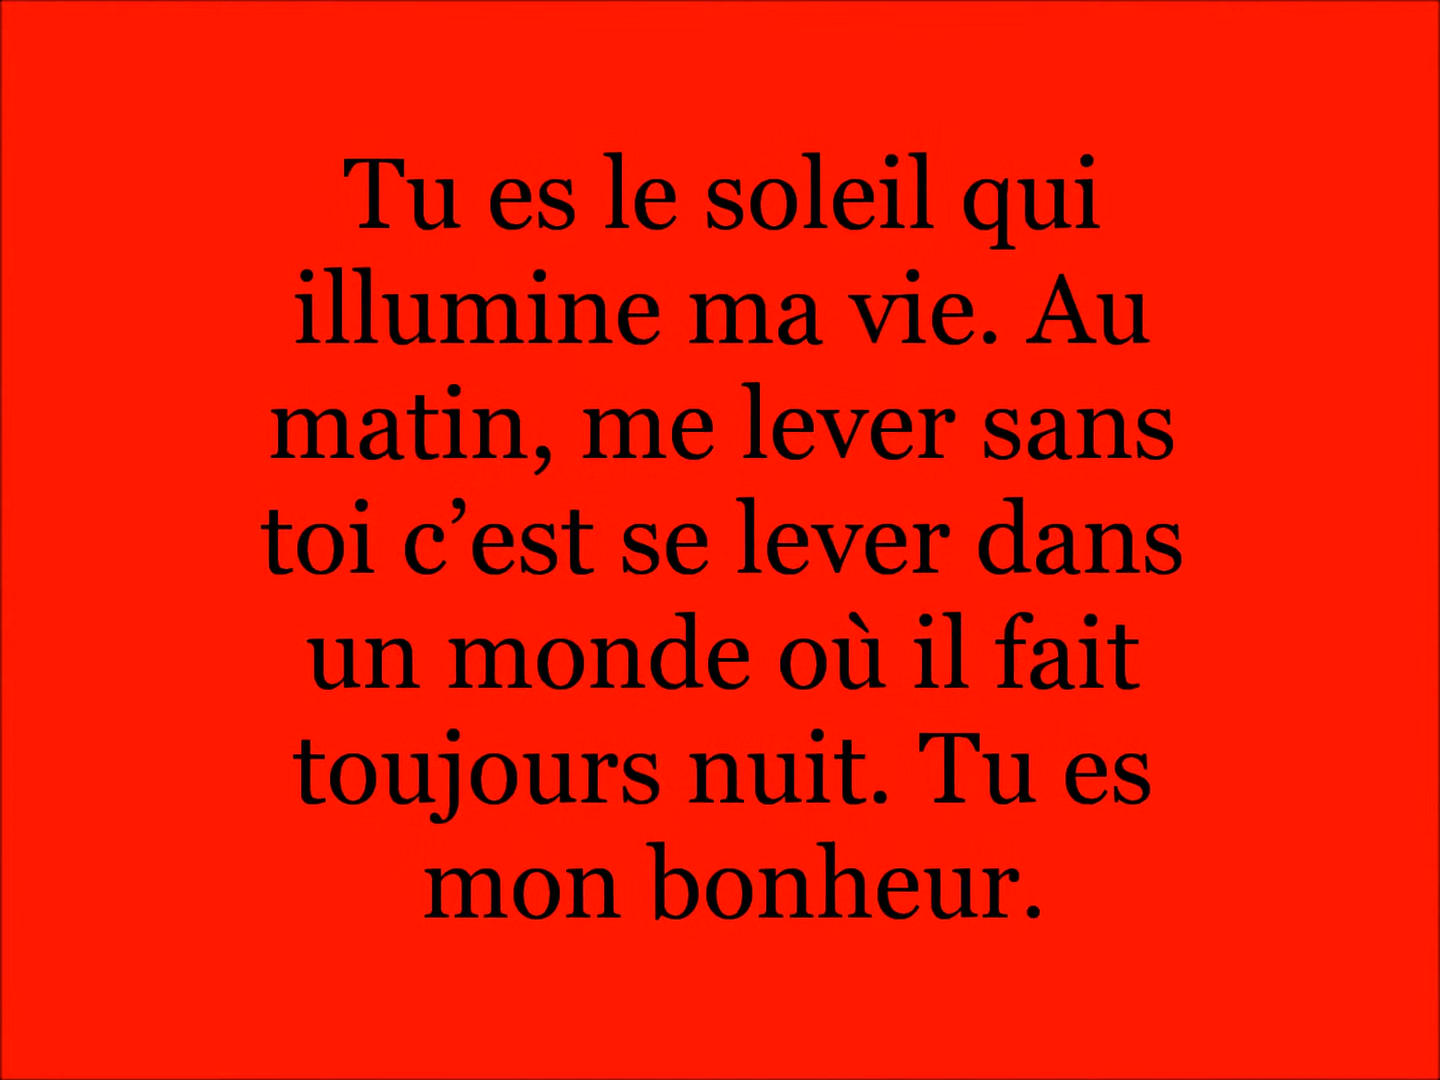 Tu es le soleil qui
illumine ma vie. Au
matin, me lever sans
toi c’est se lever dans
un monde où il fait
toujours nuit. Tu es
mon bonheur.